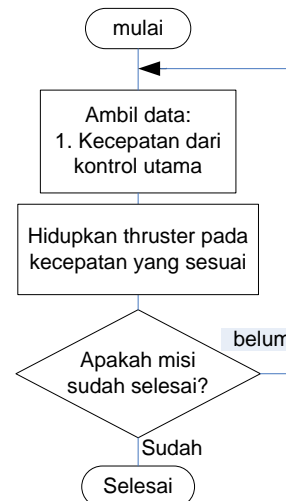 mulai
Ambil data:
1. Kecepatan dari
kontrol utama
Hidupkan thruster pada
kecepatan yang sesuai
Apakah misi
sudah selesai?
belum
Sudah
Selesai